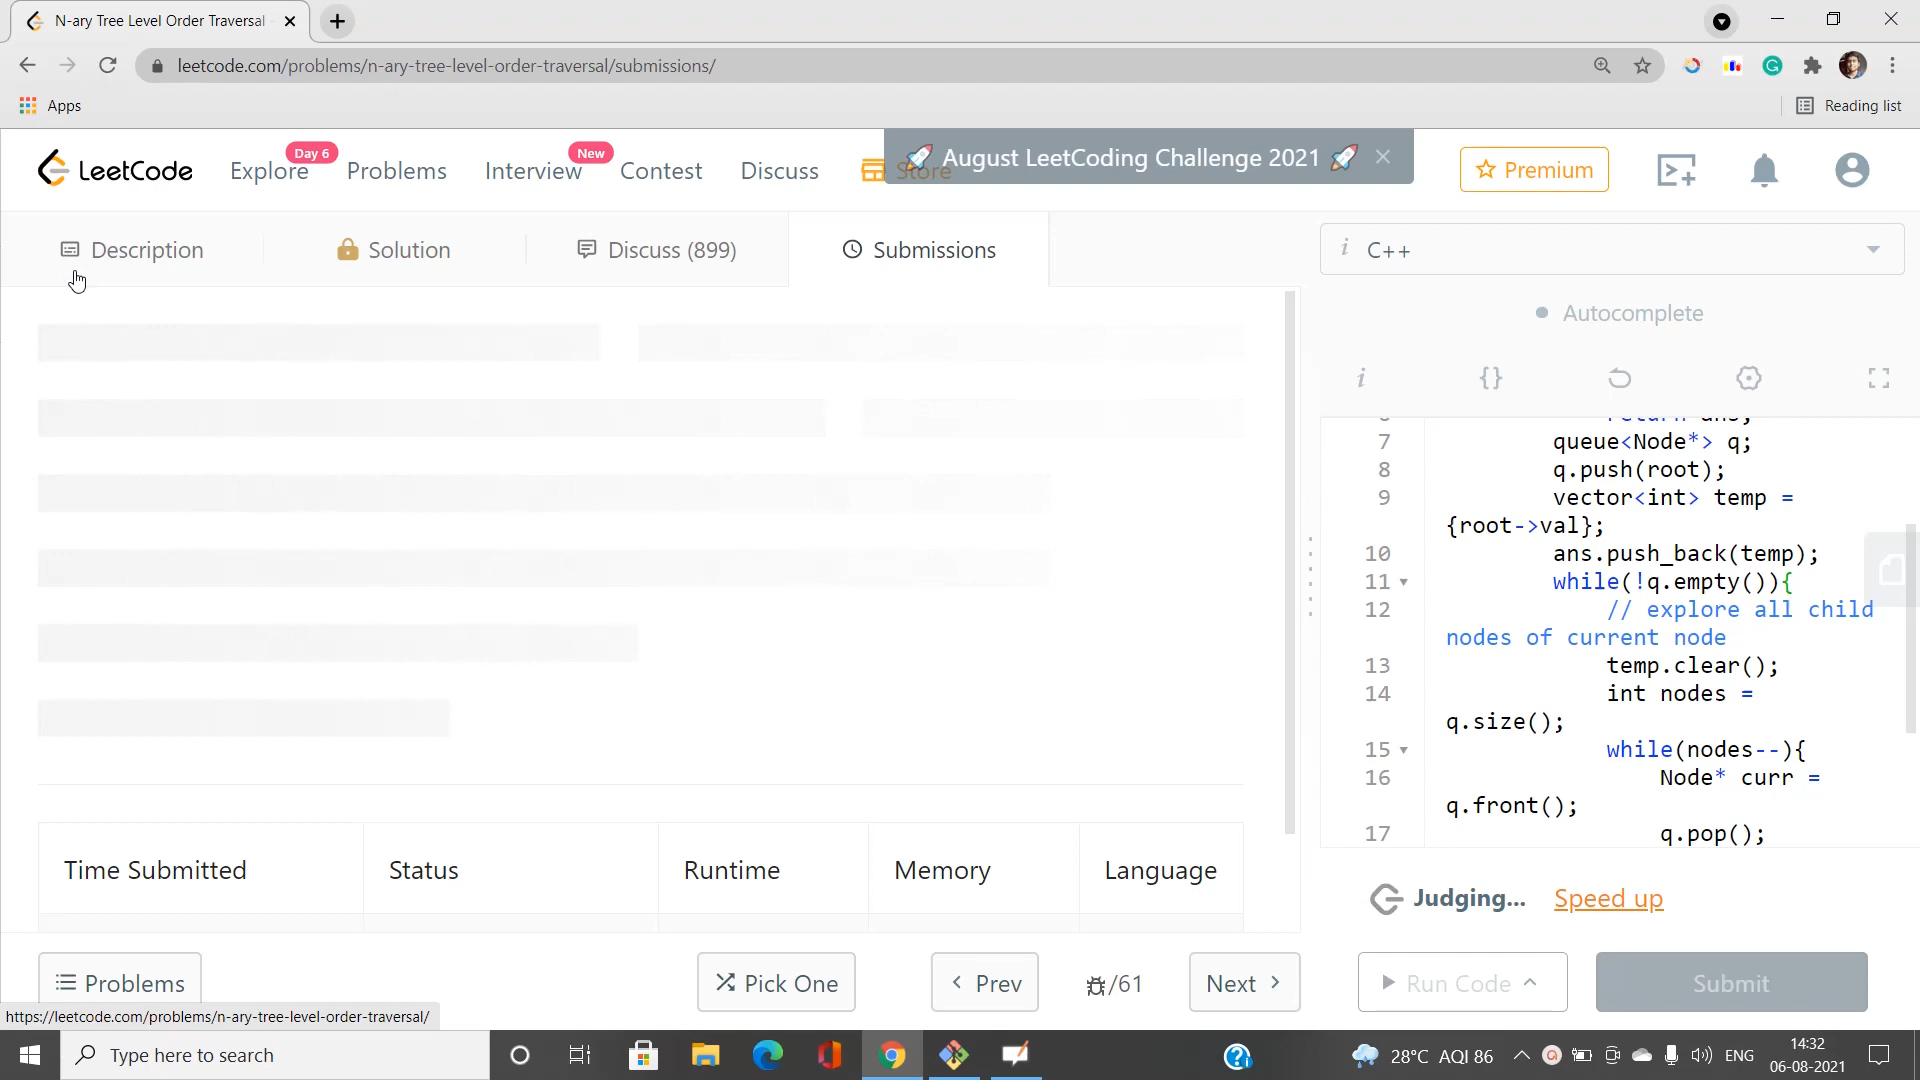 N-ary Tree Level Order Traversal
leetcode.com/problems/n-ary-tree-level-order-traversal/submissions/
Apps
Reading list
LeetCode
Explore
Day 6
Problems
Interview
New
Contest
Discuss
Store
🚀 August LeetCoding Challenge 2021 🚀
Premium
Description
Solution
Discuss (899)
Submissions
i C++
Autocomplete
7 queue<Node*> q;
8 q.push(root);
9 vector<int> temp =
{root->val};
10 ans.push_back(temp);
11 while(!q.empty()){
12 // explore all child
nodes of current node
13 temp.clear();
14 int nodes =
q.size();
15 while(nodes--){
16 Node* curr =
q.front();
17 q.pop();
Time Submitted
Status
Runtime
Memory
Language
Judging...
Speed up
Problems
Pick One
Prev
/61
Next
Run Code
Submit
https://leetcode.com/problems/n-ary-tree-level-order-traversal/
Type here to search
28°C AQI 86
ENG
14:32
06-08-2021